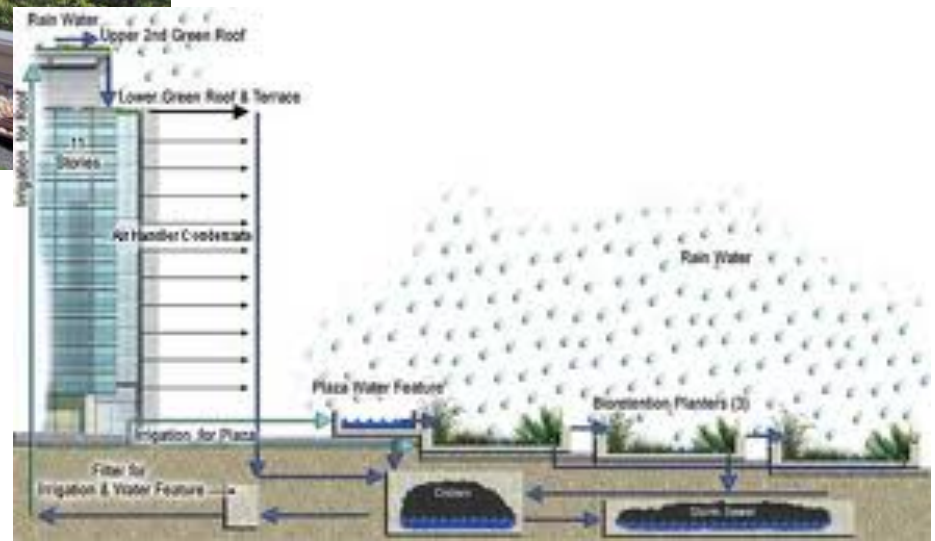 Rain Water
Upper 2nd Green Roof
Lower Green Roof & Terrace
Irrigation for Roof
11
Stories
Air Handler Condensate
Rain Water
Plaza Water Feature
Bioretention Planters (3)
Irrigation for Plaza
Filter for
Irrigation & Water Feature
Cistern
Storm Sewer